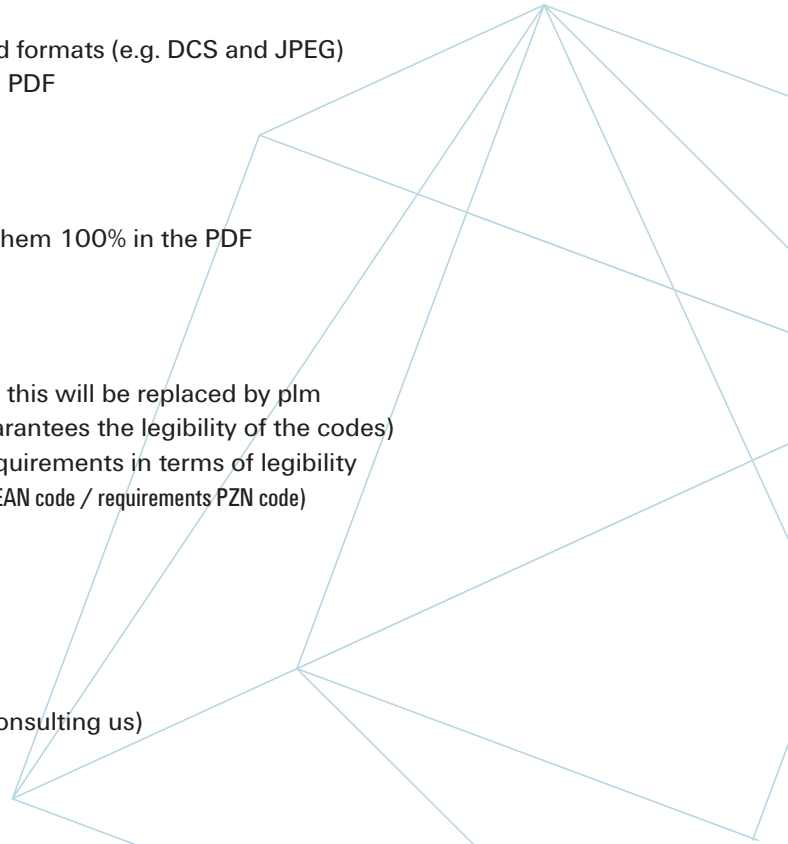 d formats (e.g. DCS and JPEG)
PDF
hem 100% in the PDF
this will be replaced by plm
arantees the legibility of the codes)
quirements in terms of legibility
EAN code / requirements PZN code)
onsulting us)